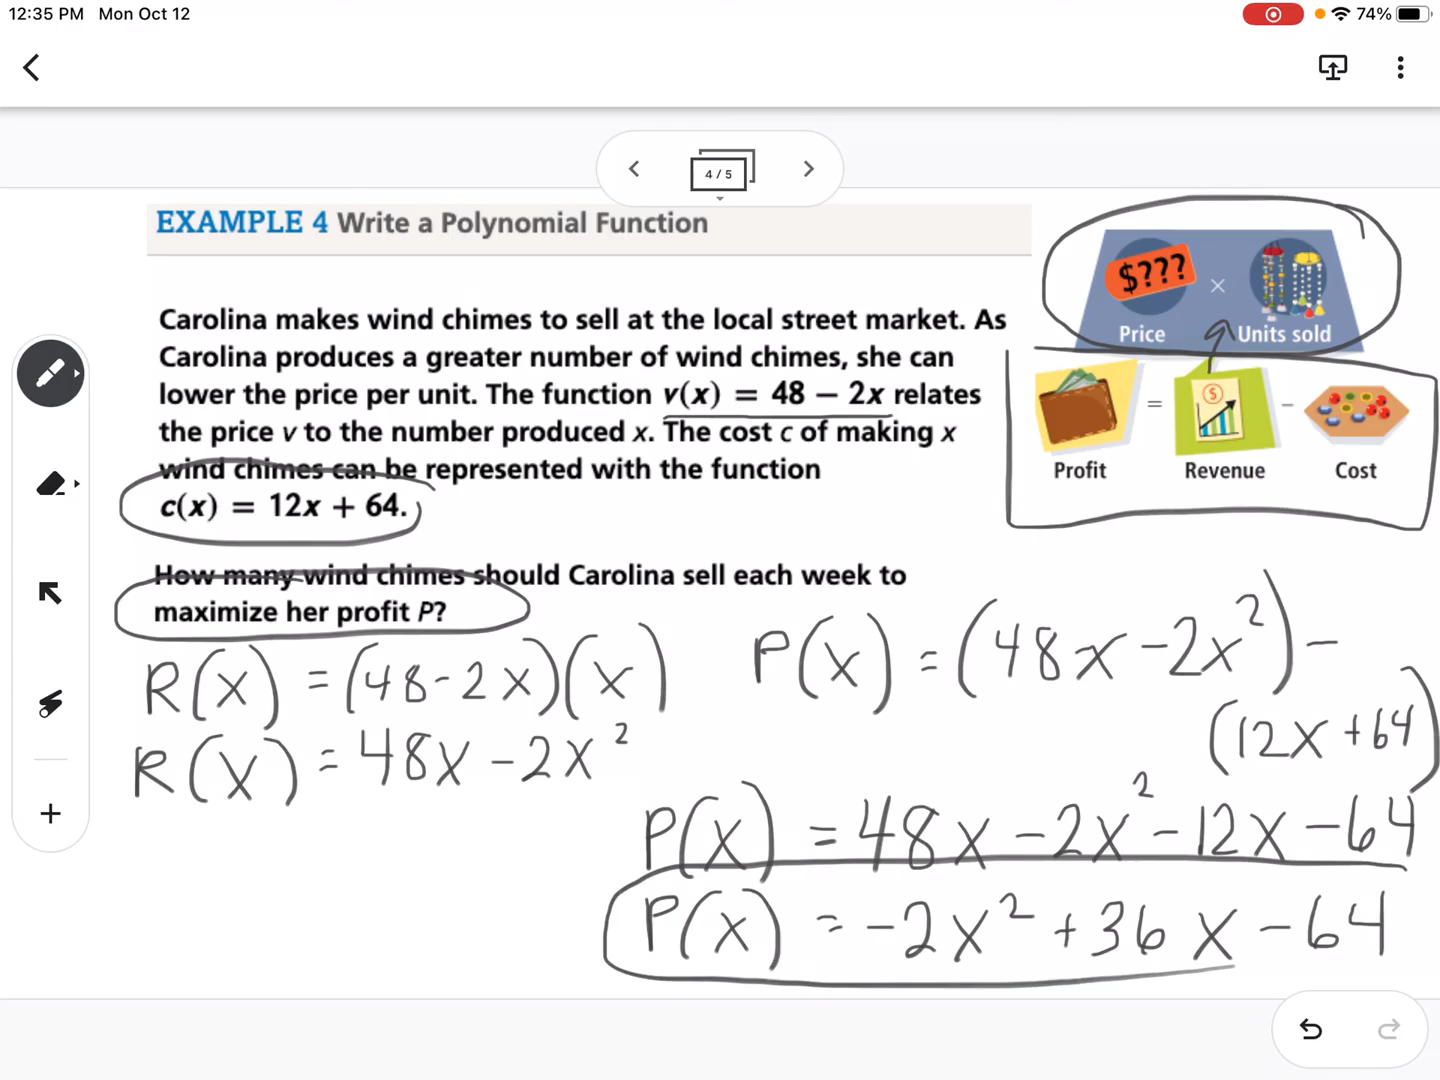 12:35 PM Mon Oct 12
74%
4 / 5
EXAMPLE 4 Write a Polynomial Function
Carolina makes wind chimes to sell at the local street market. As
Carolina produces a greater number of wind chimes, she can
lower the price per unit. The function v(x) = 48 − 2x relates
the price v to the number produced x. The cost c of making x
wind chimes can be represented with the function
c(x) = 12x + 64.
How many wind chimes should Carolina sell each week to
maximize her profit P?
$???
×
Price
Units sold
$
= −
Profit
Revenue
Cost
R(x) = (48-2x)(x)
R(x) = 48x -2x²
P(x) = (48x -2x²) -
(12x +64)
P(x) = 48x -2x² -12x -64
P(x) = -2x² +36x -64